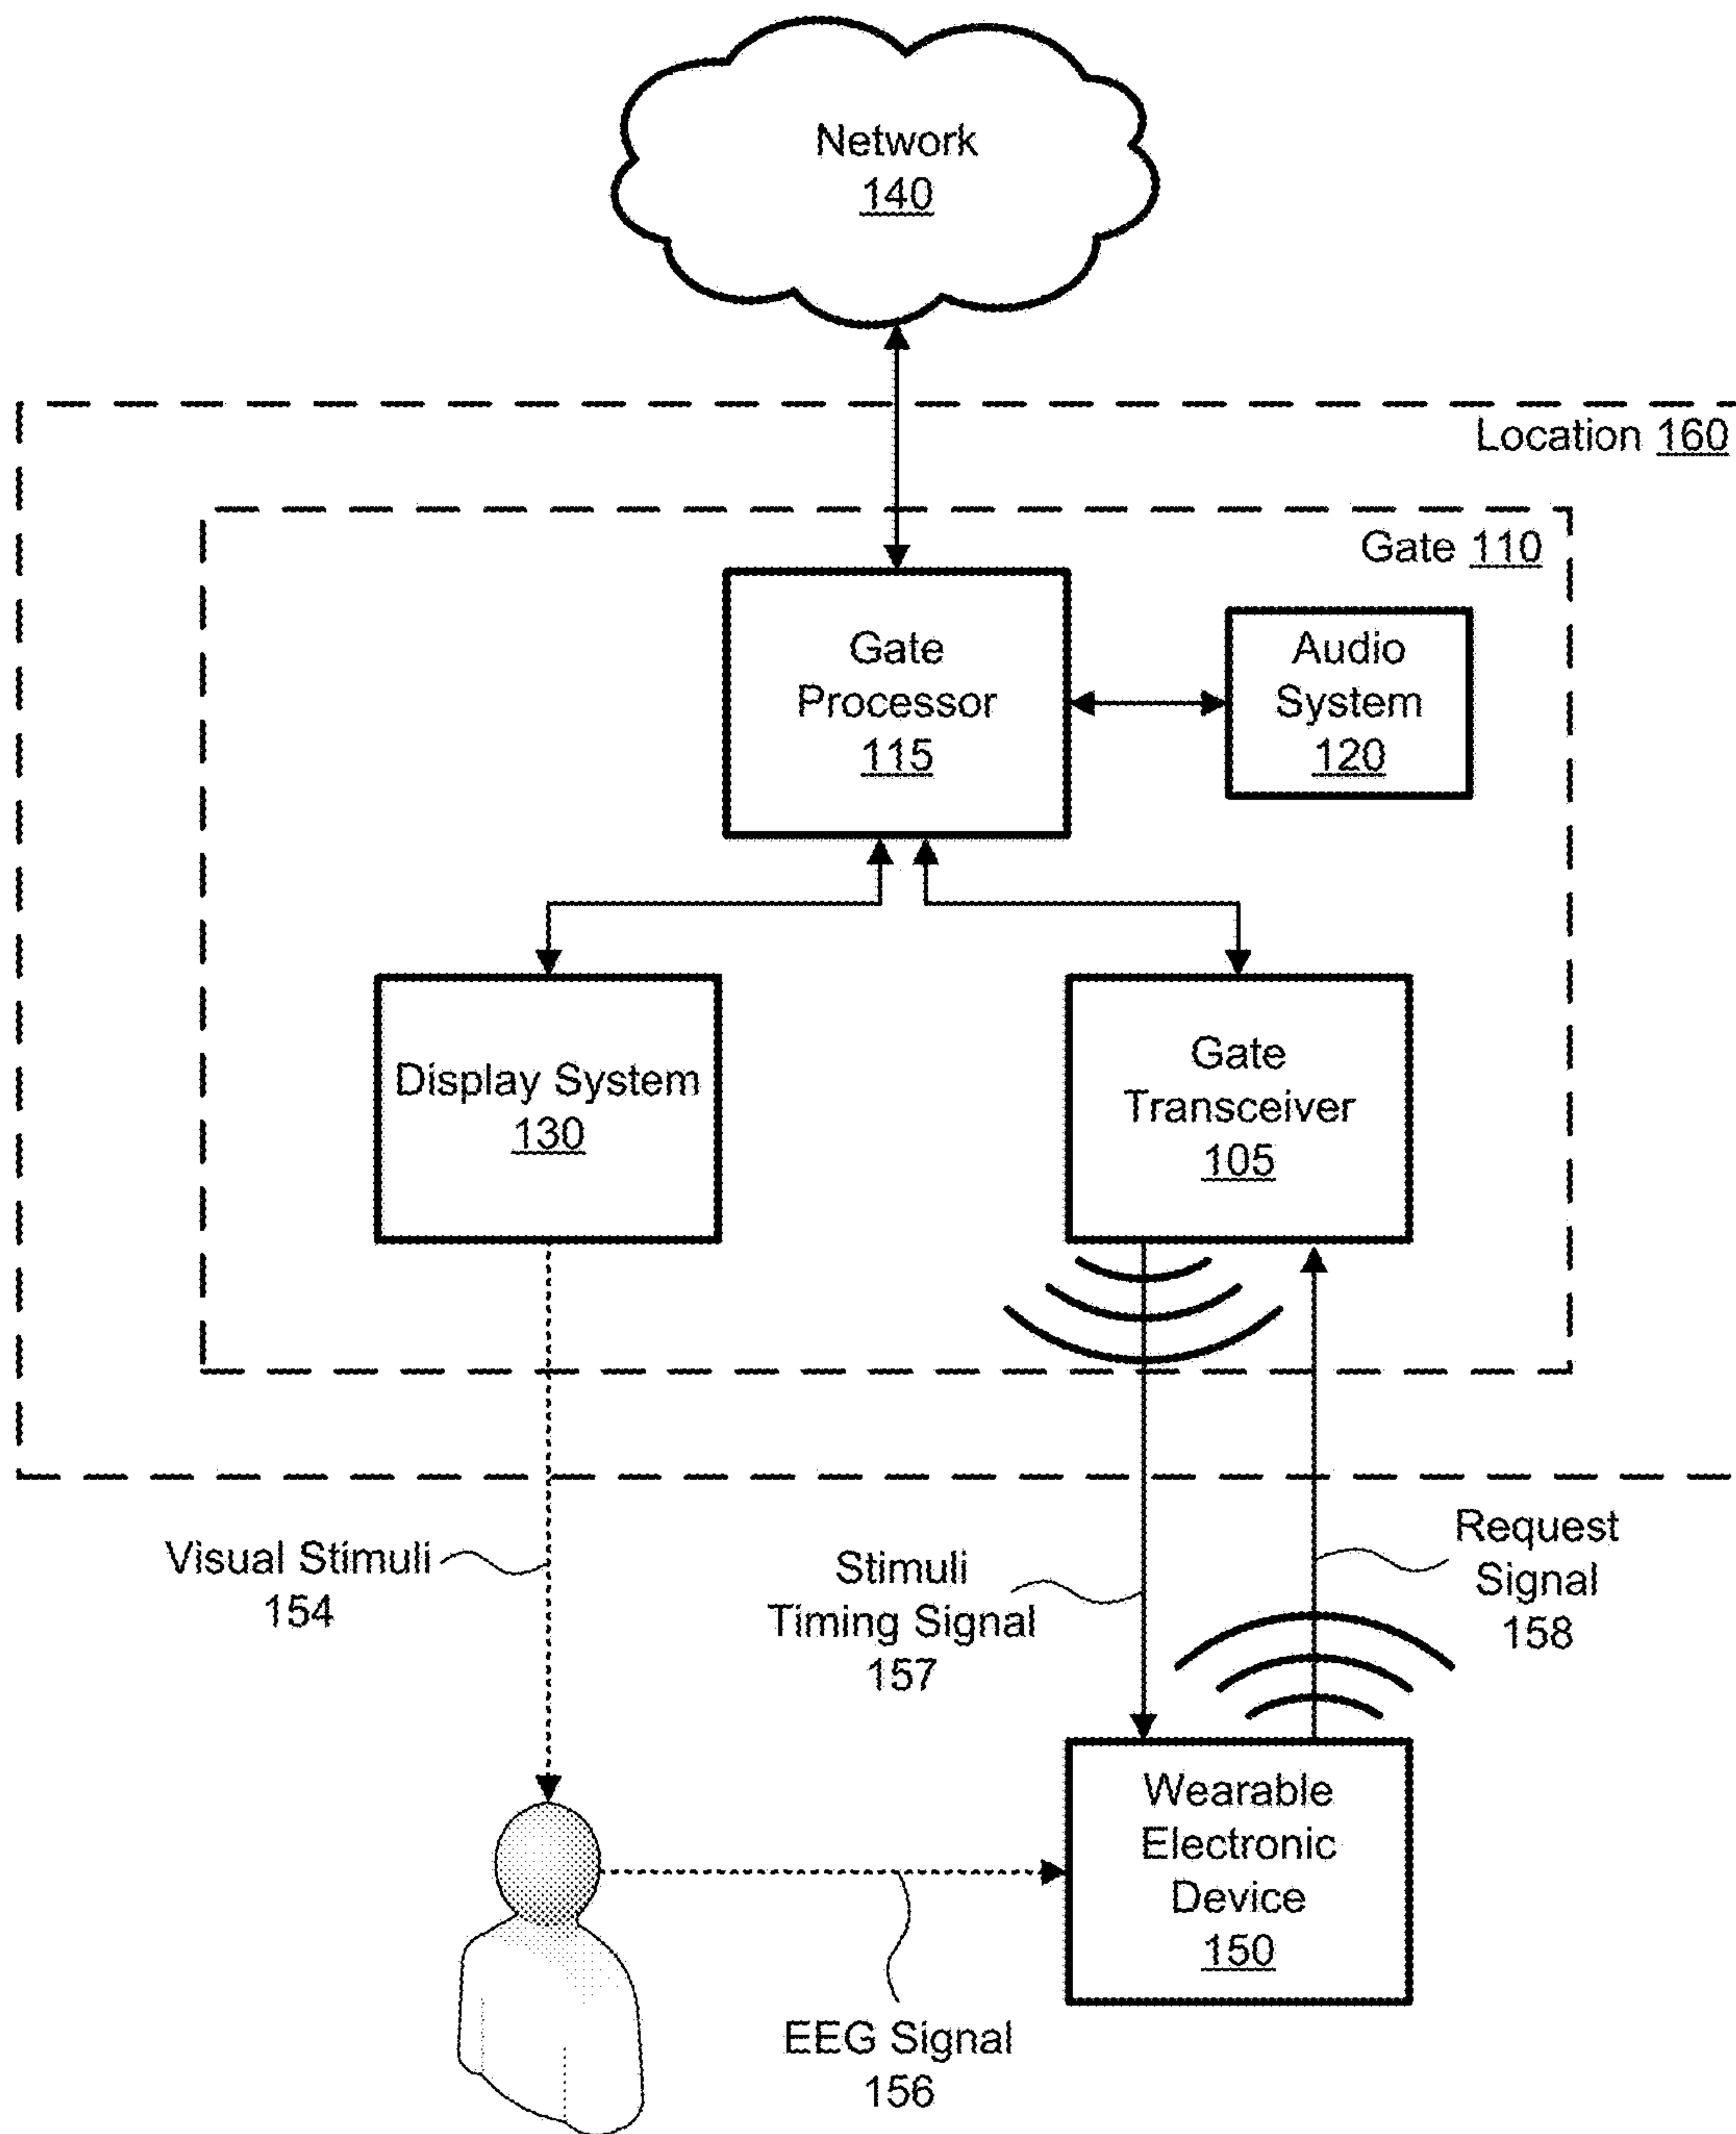 Network
140
Location 160
Gate 110
Gate
Processor
115
Audio
System
120
Display System
130
Gate
Transceiver
105
Visual Stimuli
154
Stimuli
Timing Signal
157
Request
Signal
158
Wearable
Electronic
Device
150
EEG Signal
156